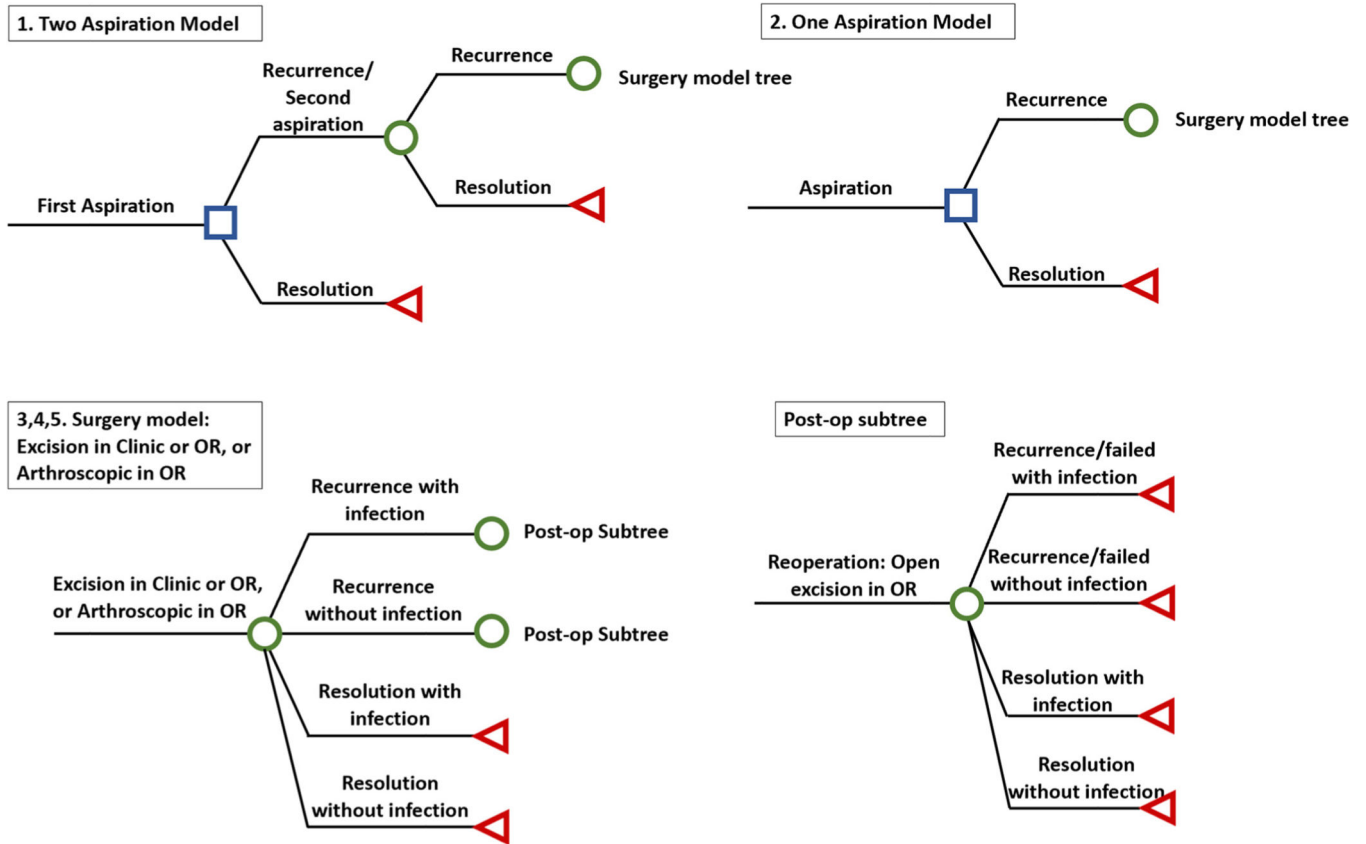 1. Two Aspiration Model
Recurrence/
Second
aspiration
Recurrence
Surgery model tree
First Aspiration
Resolution
Resolution
2. One Aspiration Model
Recurrence
Surgery model tree
Aspiration
Resolution
3,4,5. Surgery model:
Excision in Clinic or OR, or
Arthroscopic in OR
Recurrence with
infection
Post-op Subtree
Excision in Clinic or OR,
or Arthroscopic in OR
Recurrence
without infection
Post-op Subtree
Resolution with
infection
Resolution
without infection
Post-op subtree
Recurrence/failed
with infection
Reoperation: Open
excision in OR
Recurrence/failed
without infection
Resolution with
infection
Resolution
without infection